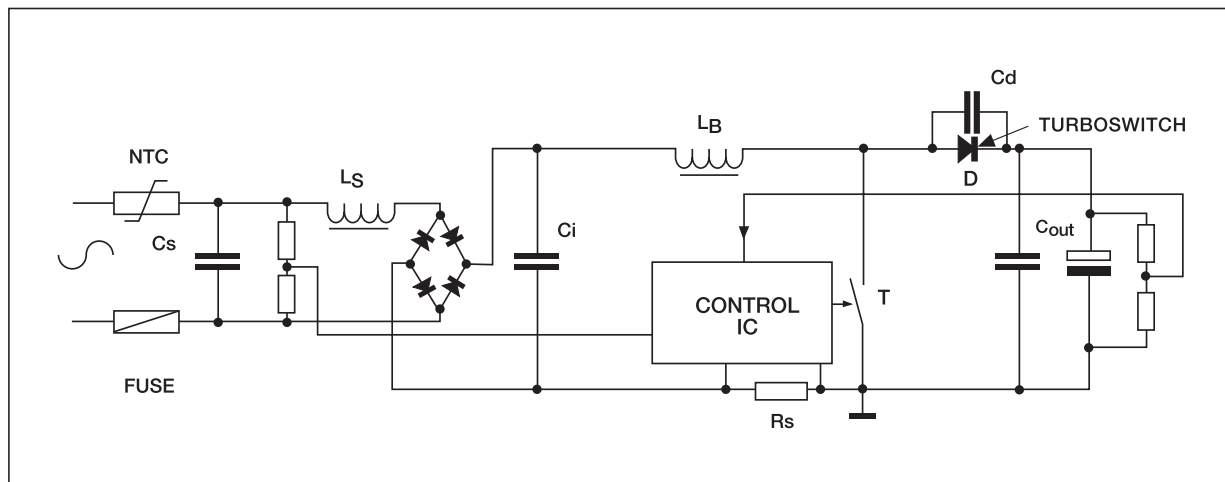 NTC
Cs
FUSE
LS
Ci
LB
Cd
TURBOSWITCH
D
Cout
CONTROL
IC
T
Rs